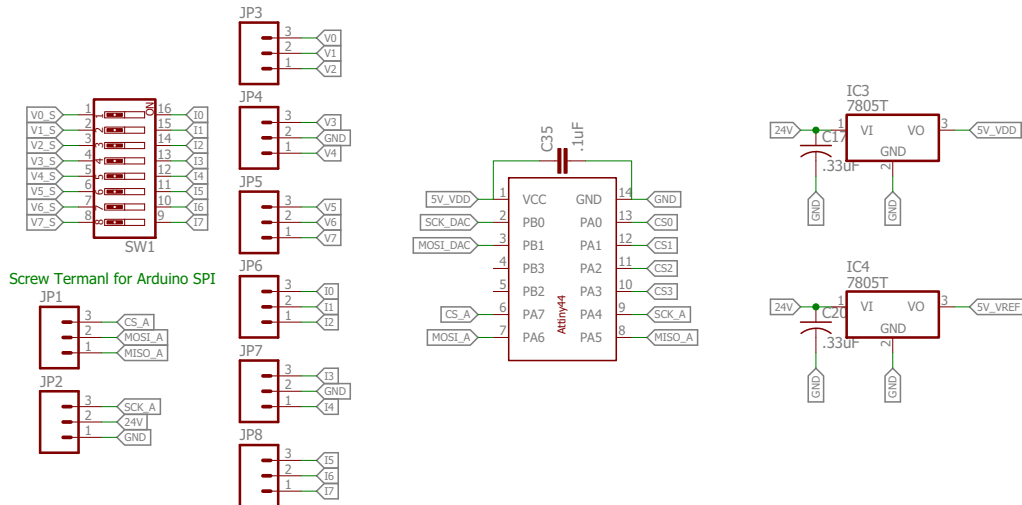 JP3
3 V0
2 V1
1 V2
JP4
3 V3
2 GND
1 V4
JP5
3 V5
2 V6
1 V7
JP6
3 I0
2 I1
1 I2
JP7
3 I3
2 GND
1 I4
JP8
3 I5
2 I6
1 I7
ON
V0_S 1 1 16 I0
V1_S 2 2 15 I1
V2_S 3 3 14 I2
V3_S 4 4 13 I3
V4_S 5 5 12 I4
V5_S 6 6 11 I5
V6_S 7 7 10 I6
V7_S 8 8 9 I7
SW1
Screw Termanl for Arduino SPI
JP1
3 CS_A
2 MOSI_A
1 MISO_A
JP2
3 SCK_A
2 24V
1 GND
C35
.1uF
5V_VDD 1 VCC GND 14 GND
SCK_DAC 2 PB0 PA0 13 CS0
MOSI_DAC 3 PB1 PA1 12 CS1
4 PB3 PA2 11 CS2
5 PB2 PA3 10 CS3
CS_A 6 PA7 PA4 9 SCK_A
MOSI_A 7 PA6 PA5 8 MISO_A
Attiny44
IC3
7805T
24V 1 VI VO 3 5V_VDD
C17
GND
.33uF
2
GND GND
IC4
7805T
24V 1 VI VO 3 5V_VREF
C20
GND
.33uF
2
GND GND